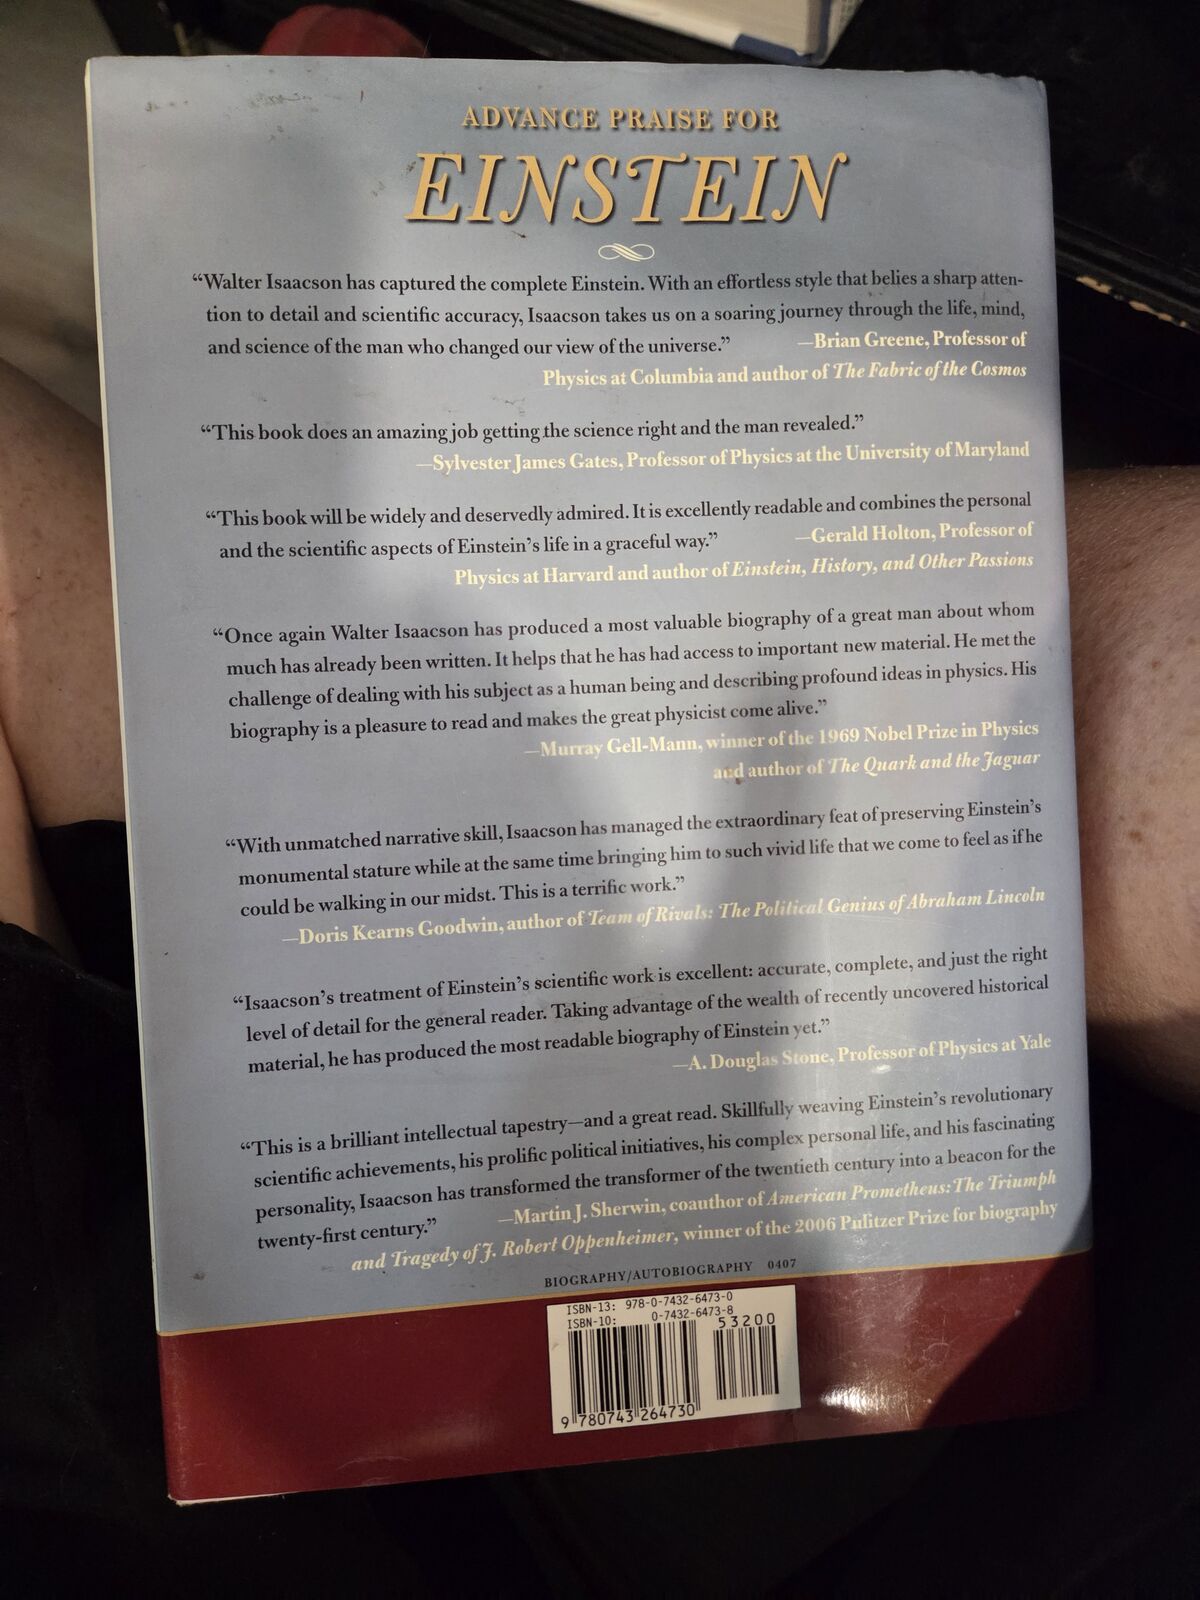 ADVANCE PRAISE FOR
EINSTEIN
“Walter Isaacson has captured the complete Einstein. With an effortless style that belies a sharp atten-
tion to detail and scientific accuracy, Isaacson takes us on a soaring journey through the life, mind,
and science of the man who changed our view of the universe.” —Brian Greene, Professor of
Physics at Columbia and author of The Fabric of the Cosmos
“This book does an amazing job getting the science right and the man revealed.”
—Sylvester James Gates, Professor of Physics at the University of Maryland
“This book will be widely and deservedly admired. It is excellently readable and combines the personal
and the scientific aspects of Einstein’s life in a graceful way.” —Gerald Holton, Professor of
Physics at Harvard and author of Einstein, History, and Other Passions
“Once again Walter Isaacson has produced a most valuable biography of a great man about whom
much has already been written. It helps that he has had access to important new material. He met the
challenge of dealing with his subject as a human being and describing profound ideas in physics. His
biography is a pleasure to read and makes the great physicist come alive.”
—Murray Gell-Mann, winner of the 1969 Nobel Prize in Physics
and author of The Quark and the Jaguar
“With unmatched narrative skill, Isaacson has managed the extraordinary feat of preserving Einstein’s
monumental stature while at the same time bringing him to such vivid life that we come to feel as if he
could be walking in our midst. This is a terrific work.”
—Doris Kearns Goodwin, author of Team of Rivals: The Political Genius of Abraham Lincoln
“Isaacson’s treatment of Einstein’s scientific work is excellent: accurate, complete, and just the right
level of detail for the general reader. Taking advantage of the wealth of recently uncovered historical
material, he has produced the most readable biography of Einstein yet.”
—A. Douglas Stone, Professor of Physics at Yale
“This is a brilliant intellectual tapestry—and a great read. Skillfully weaving Einstein’s revolutionary
scientific achievements, his prolific political initiatives, his complex personal life, and his fascinating
personality, Isaacson has transformed the transformer of the twentieth century into a beacon for the
twenty-first century.” —Martin J. Sherwin, coauthor of American Prometheus: The Triumph
and Tragedy of J. Robert Oppenheimer, winner of the 2006 Pulitzer Prize for biography
BIOGRAPHY/AUTOBIOGRAPHY 0407
ISBN-13: 978-0-7432-6473-0
ISBN-10: 0-7432-6473-8
53200
9 780743 264730